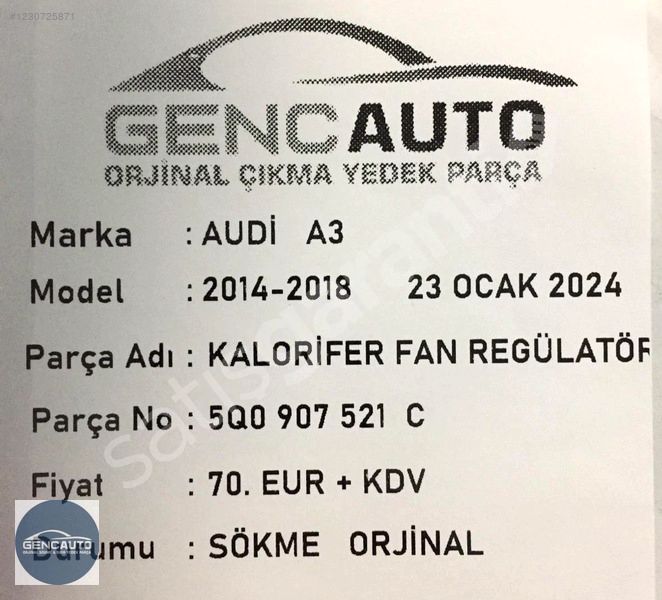 #1230725871
GENCAUTO
ORJİNAL ÇIKMA YEDEK PARÇA
Marka : AUDİ A3
Model : 2014-2018 23 OCAK 2024
Parça Adı : KALORİFER FAN REGÜLATÖR
Parça No : 5Q0 907 521 C
Fiyat : 70. EUR + KDV
GENCAUTO
Durumu : SÖKME ORJİNAL